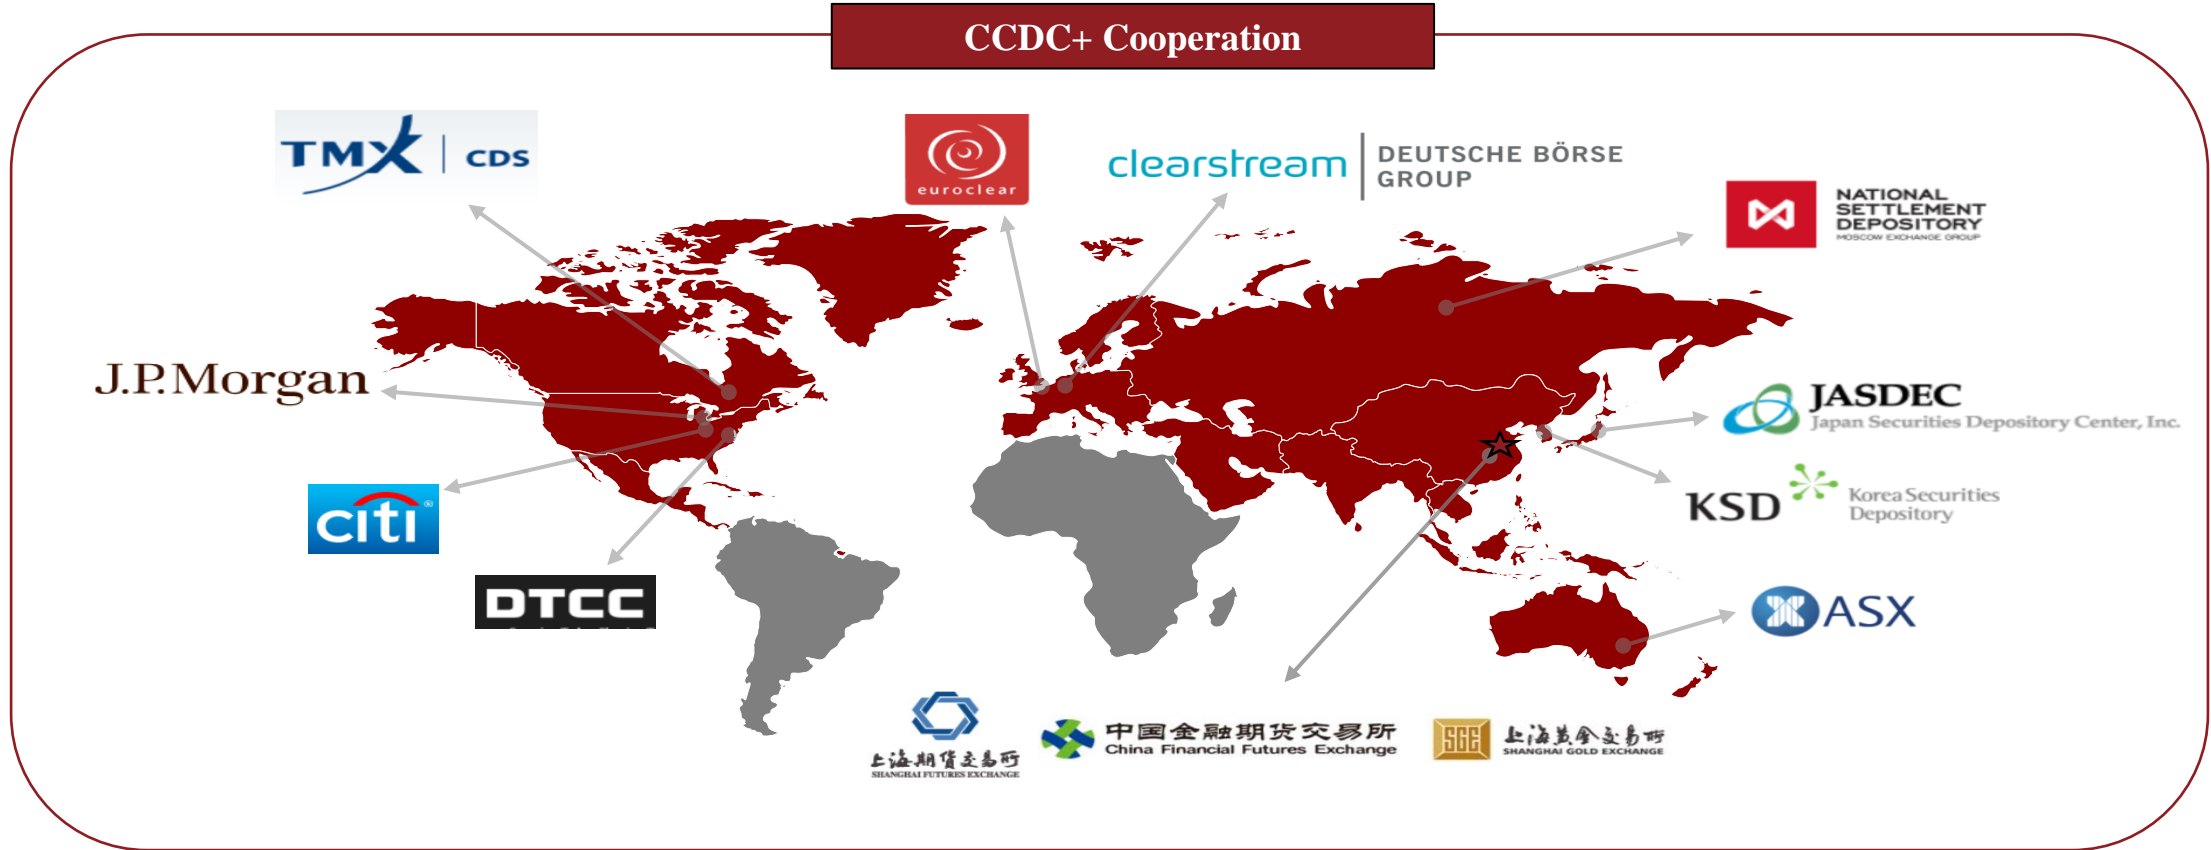 CCDC+ Cooperation
TMX | CDS
euroclear
clearstream
DEUTSCHE BÖRSE
GROUP
NATIONAL
SETTLEMENT
DEPOSITORY
MOSCOW EXCHANGE GROUP
J.P.Morgan
JASDEC
Japan Securities Depository Center, Inc.
citi®
KSD
Korea Securities
Depository
DTCC
ASX
上海期货交易所
SHANGHAI FUTURES EXCHANGE
中国金融期货交易所
China Financial Futures Exchange
SGE
上海黄金交易所
SHANGHAI GOLD EXCHANGE